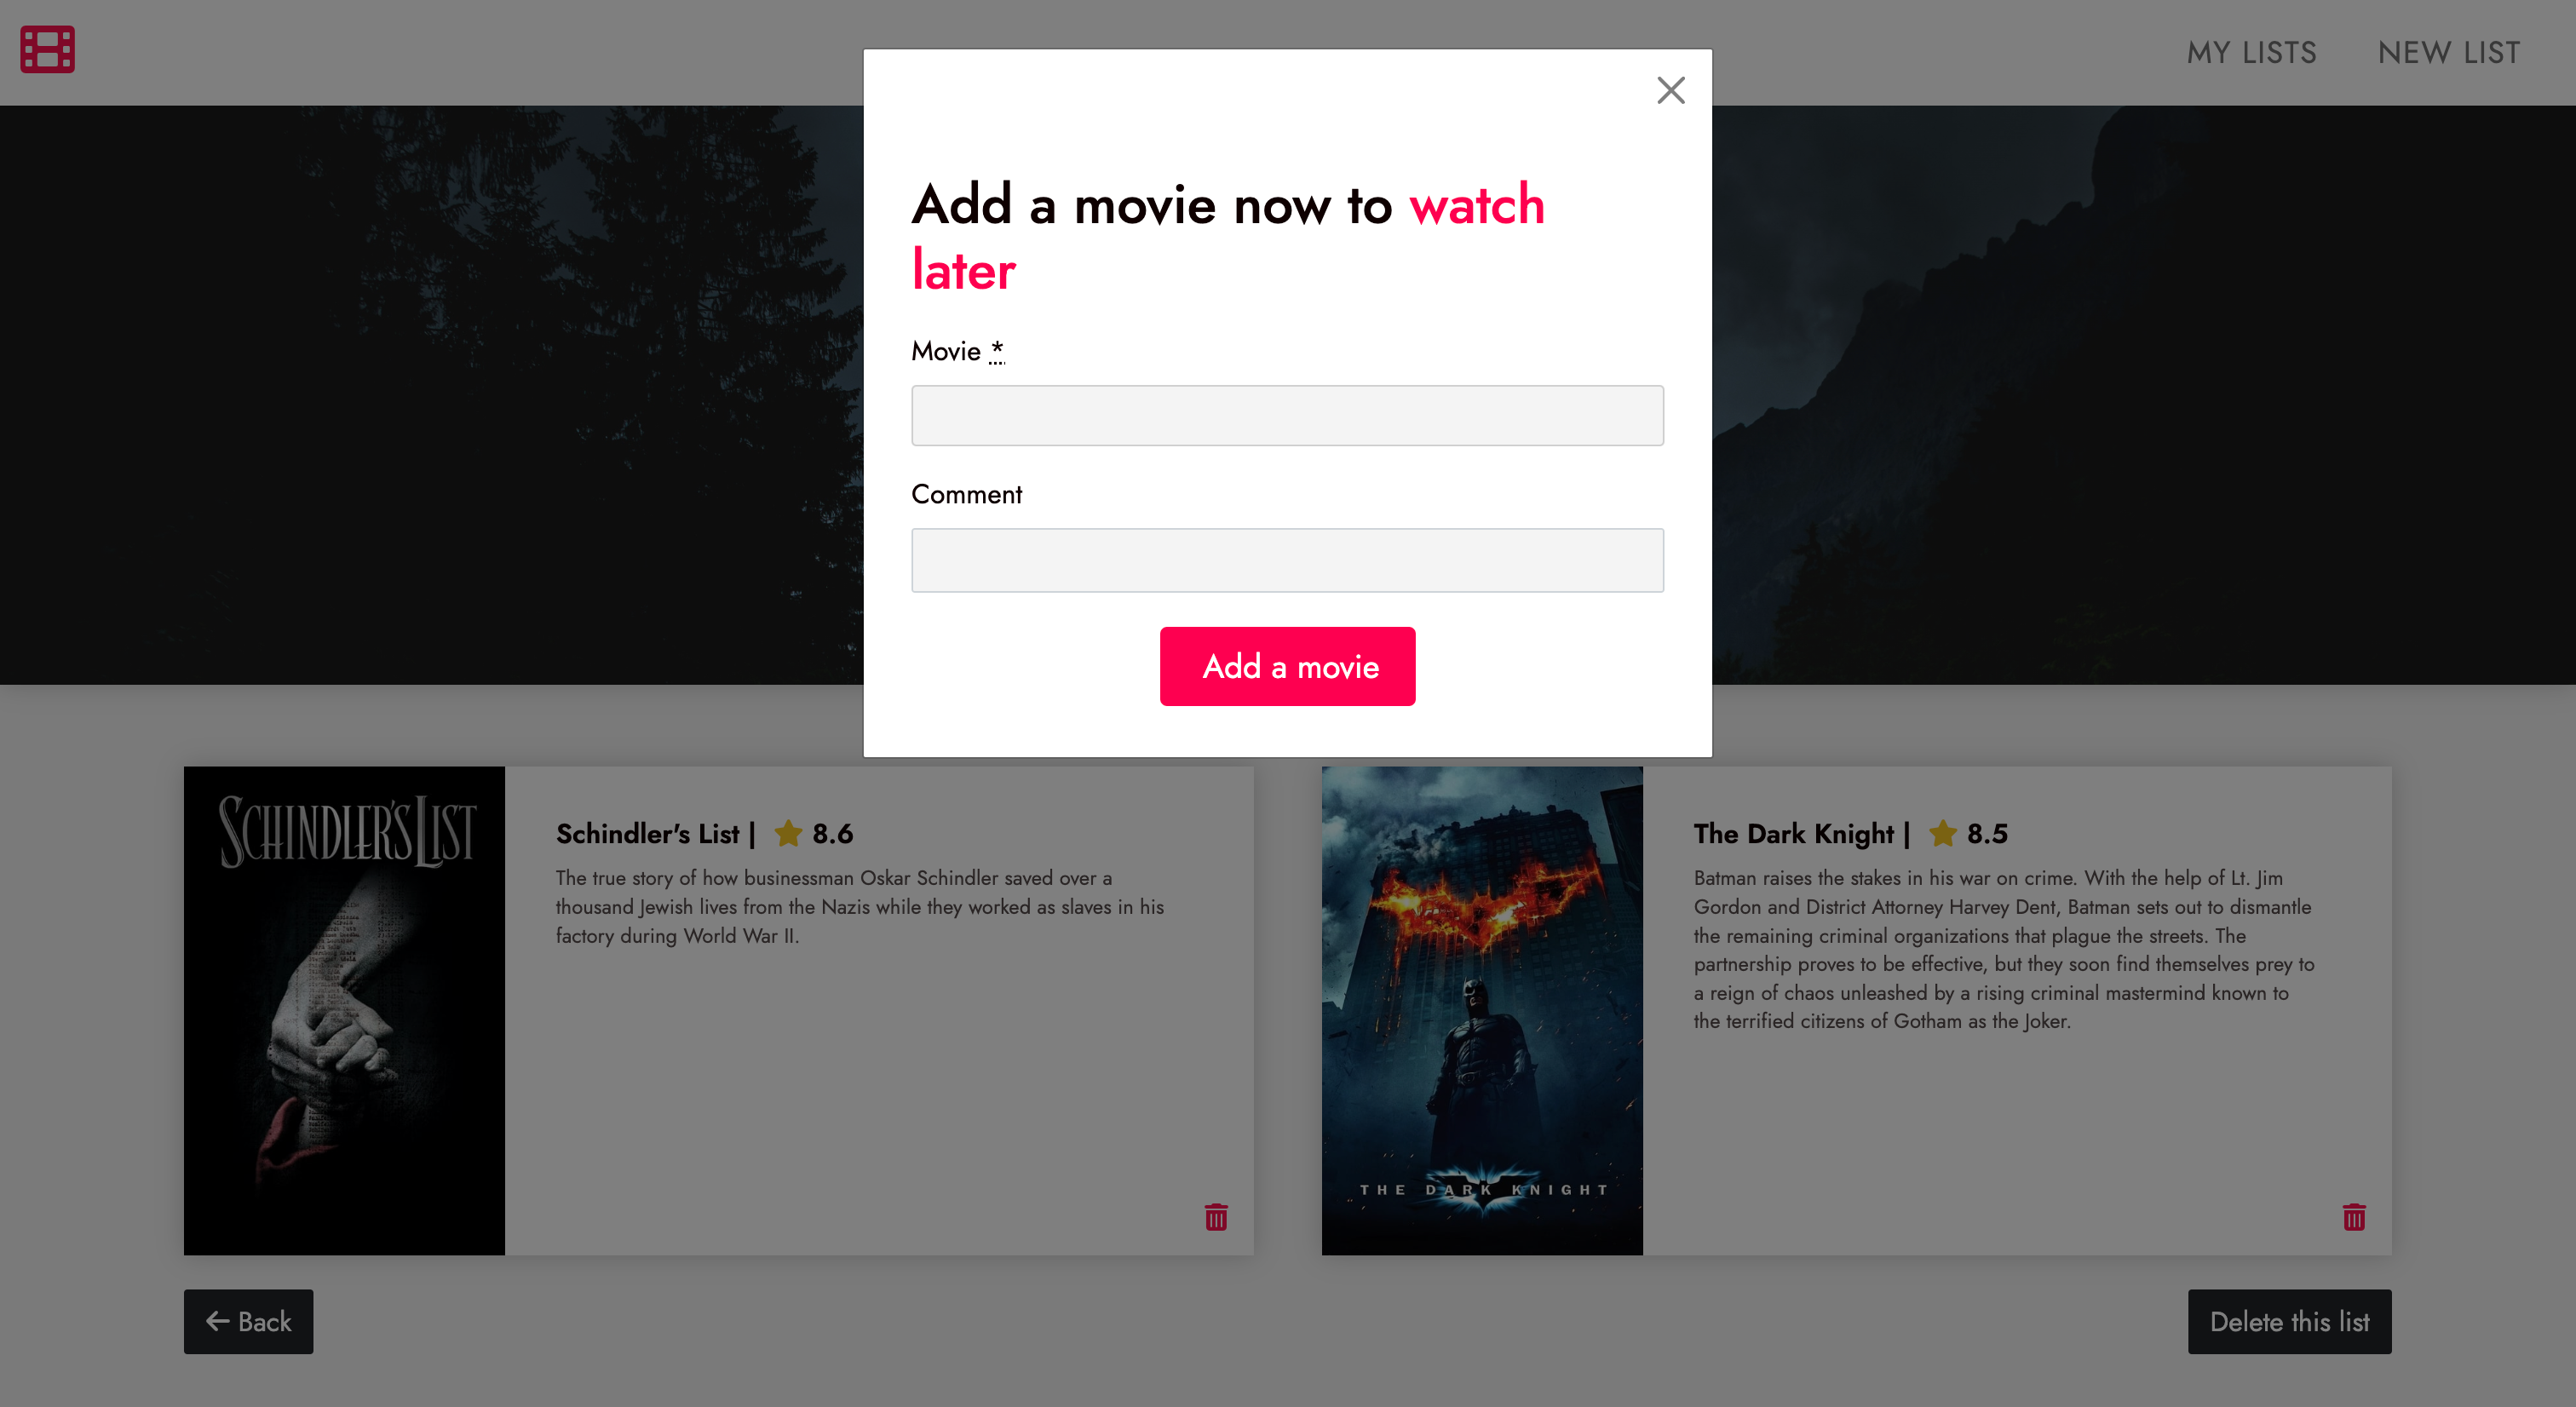 MY LISTS NEW LIST
Add a movie now to watch
later
Movie *
Comment
Add a movie
SCHINDLER'S LIST
Schindler's List | 8.6
The true story of how businessman Oskar Schindler saved over a
thousand Jewish lives from the Nazis while they worked as slaves in his
factory during World War II.
THE DARK KNIGHT
The Dark Knight | 8.5
Batman raises the stakes in his war on crime. With the help of Lt. Jim
Gordon and District Attorney Harvey Dent, Batman sets out to dismantle
the remaining criminal organizations that plague the streets. The
partnership proves to be effective, but they soon find themselves prey to
a reign of chaos unleashed by a rising criminal mastermind known to
the terrified citizens of Gotham as the Joker.
Back
Delete this list